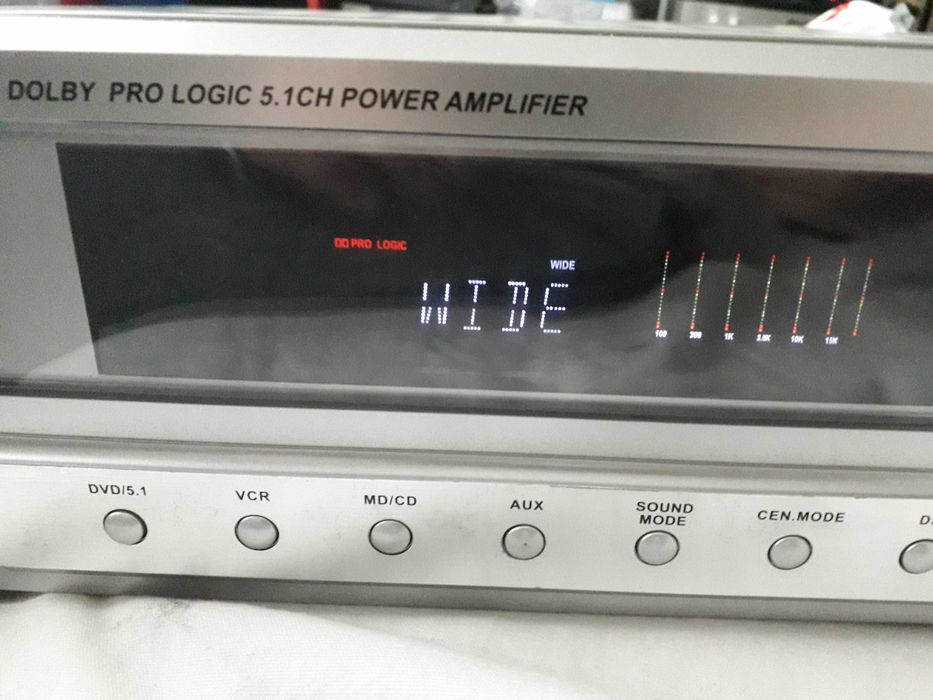 DOLBY PRO LOGIC 5.1CH POWER AMPLIFIER
PRO LOGIC
WIDE
WIDE
100 300 1K 10K 15K
DVD/5.1 VCR MD/CD AUX SOUND MODE CEN.MODE D